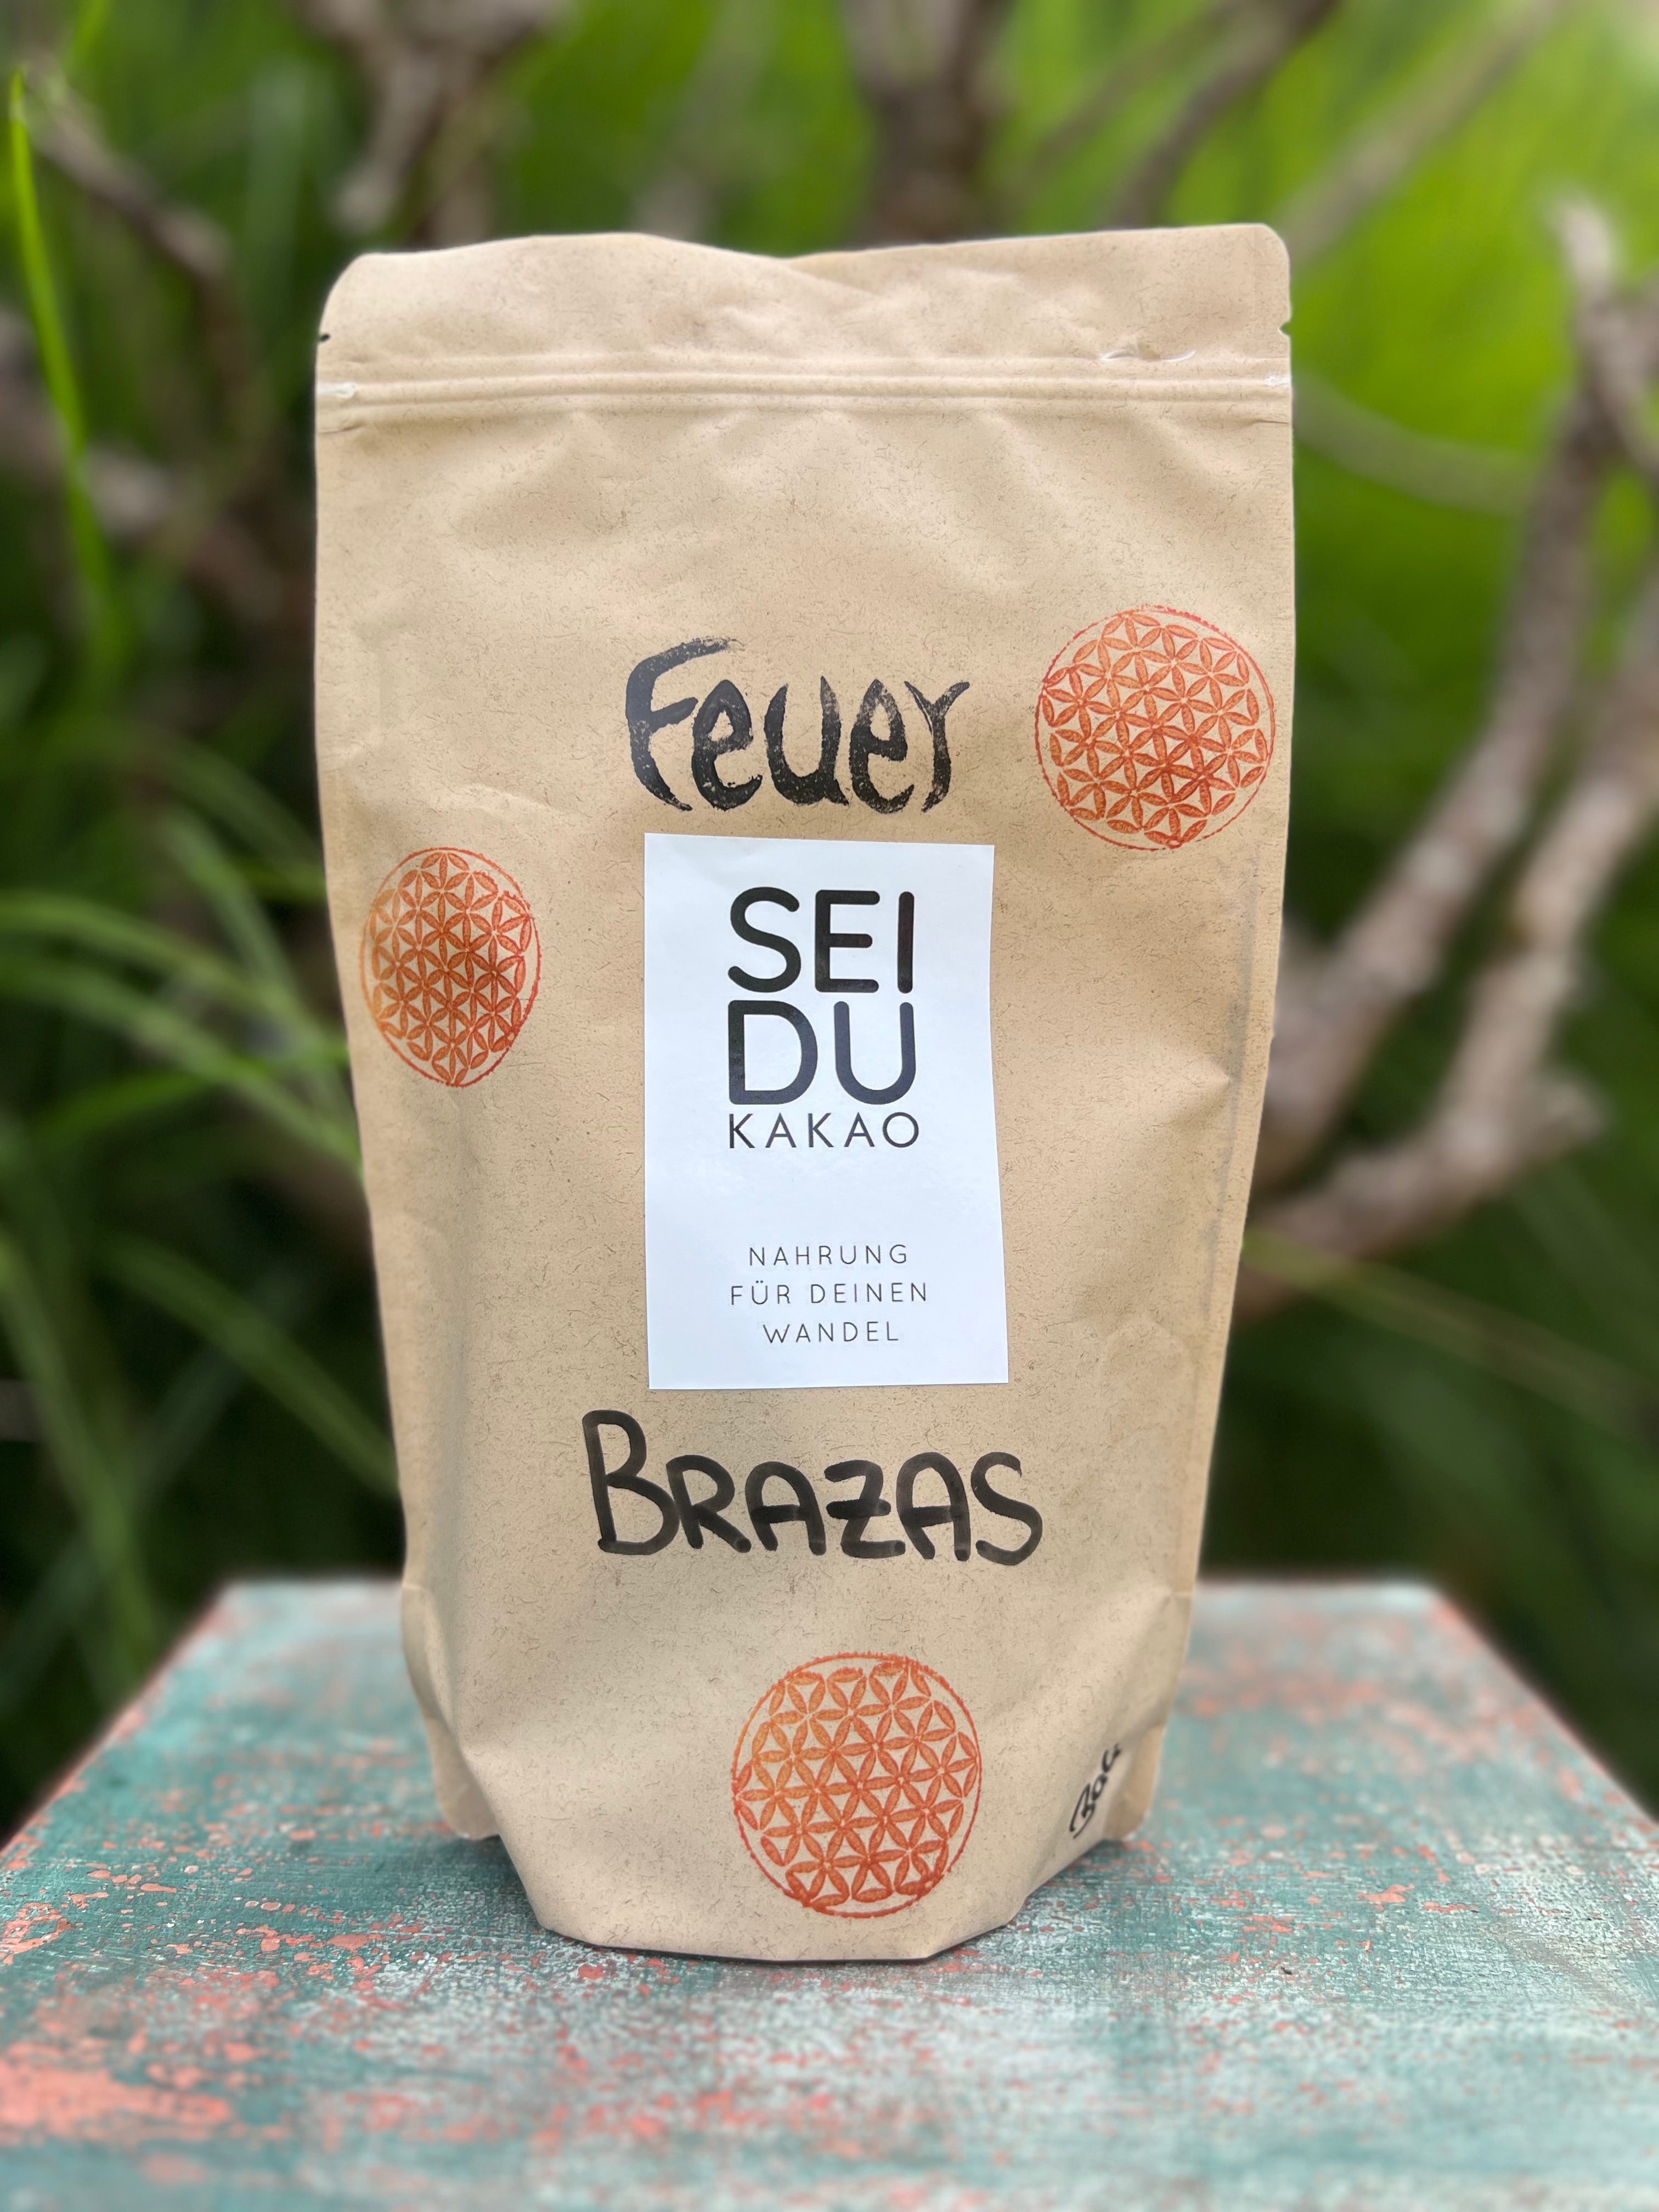 Feuer
SEI
DU
KAKAO
NAHRUNG
FÜR DEINEN
WANDEL
BRAZAS